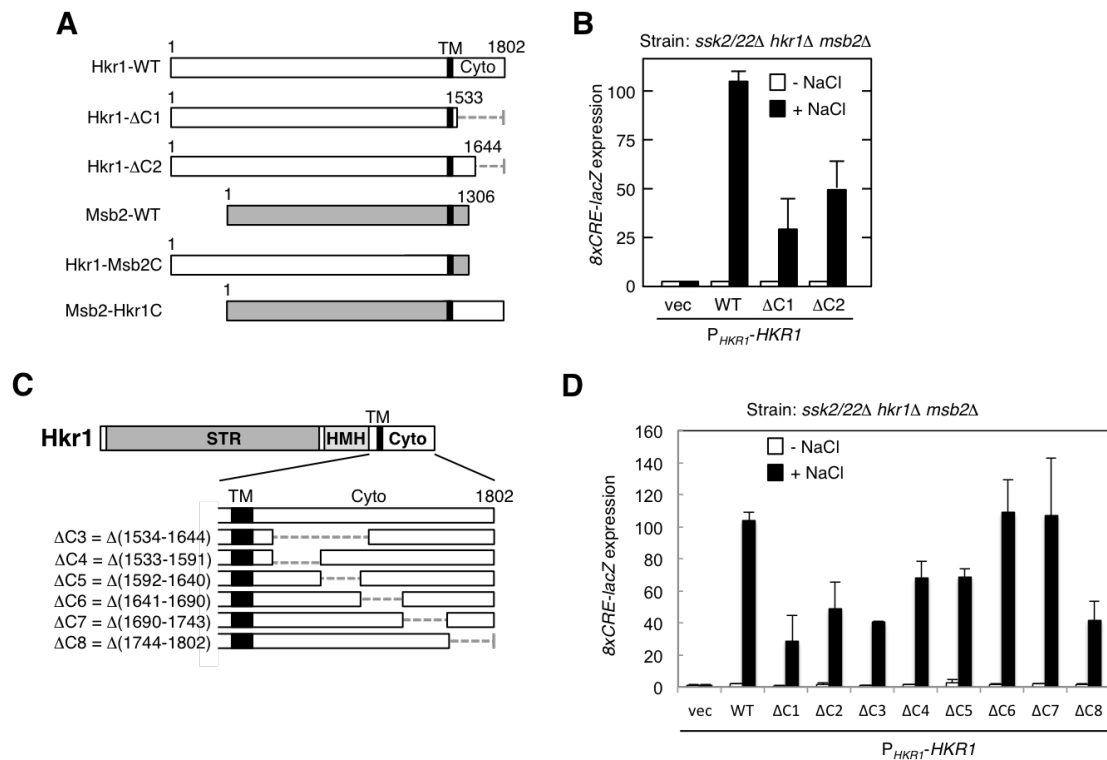 A
1
TM
1802
Hkr1-WT
Cyto
1
1533
Hkr1-ΔC1
1
1644
Hkr1-ΔC2
1
1306
Msb2-WT
1
Hkr1-Msb2C
1
Msb2-Hkr1C
B
Strain: ssk2/22Δ hkr1Δ msb2Δ
- NaCl
+ NaCl
8xCRE-lacZ expression
100
75
50
25
0
vec WT ΔC1 ΔC2
P_HKR1-HKR1
C
TM
Hkr1 STR HMH Cyto
TM Cyto 1802
ΔC3 = Δ(1534-1644)
ΔC4 = Δ(1533-1591)
ΔC5 = Δ(1592-1640)
ΔC6 = Δ(1641-1690)
ΔC7 = Δ(1690-1743)
ΔC8 = Δ(1744-1802)
D
Strain: ssk2/22Δ hkr1Δ msb2Δ
- NaCl
+ NaCl
8xCRE-lacZ expression
160
140
120
100
80
60
40
20
0
vec WT ΔC1 ΔC2 ΔC3 ΔC4 ΔC5 ΔC6 ΔC7 ΔC8
P_HKR1-HKR1